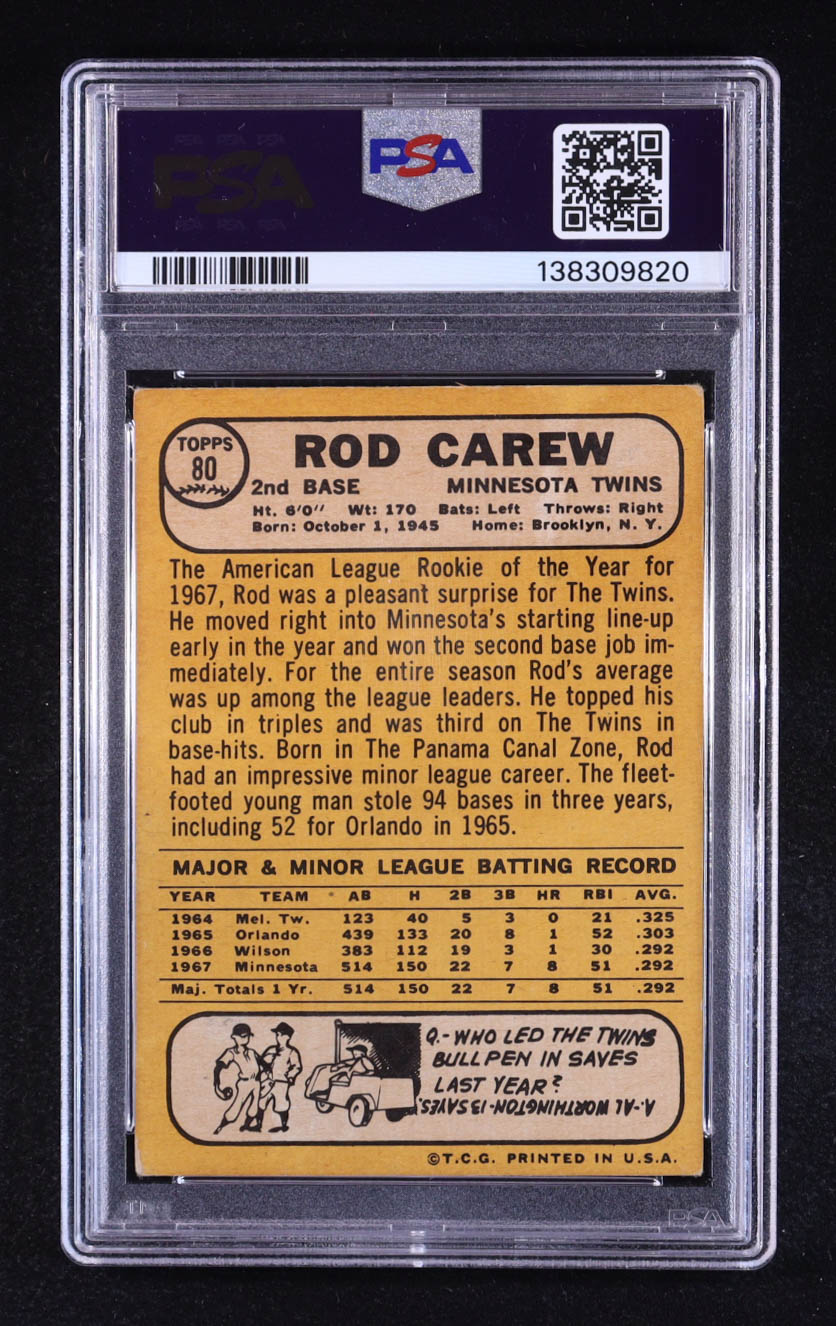 PSA
PSA
138309820
TOPPS
80
ROD CAREW
2nd BASE MINNESOTA TWINS
Ht. 6'0" Wt: 170 Bats: Left Throws: Right
Born: October 1, 1945 Home: Brooklyn, N. Y.
The American League Rookie of the Year for
1967, Rod was a pleasant surprise for The Twins.
He moved right into Minnesota's starting line-up
early in the year and won the second base job im-
mediately. For the entire season Rod's average
was up among the league leaders. He topped his
club in triples and was third on The Twins in
base-hits. Born in The Panama Canal Zone, Rod
had an impressive minor league career. The fleet-
footed young man stole 94 bases in three years,
including 52 for Orlando in 1965.
MAJOR & MINOR LEAGUE BATTING RECORD
YEAR TEAM AB H 2B 3B HR RBI AVG.
1964 Mel. Tw. 123 40 5 3 0 21 .325
1965 Orlando 439 133 20 8 1 52 .303
1966 Wilson 383 112 19 3 1 30 .292
1967 Minnesota 514 150 22 7 8 51 .292
Maj. Totals 1 Yr. 514 150 22 7 8 51 .292
Q.-WHO LED THE TWINS
BULLPEN IN SAVES
LAST YEAR?
A-AL WORTHINGTON-13 SAVES.
©T.C.G. PRINTED IN U.S.A.
PSA